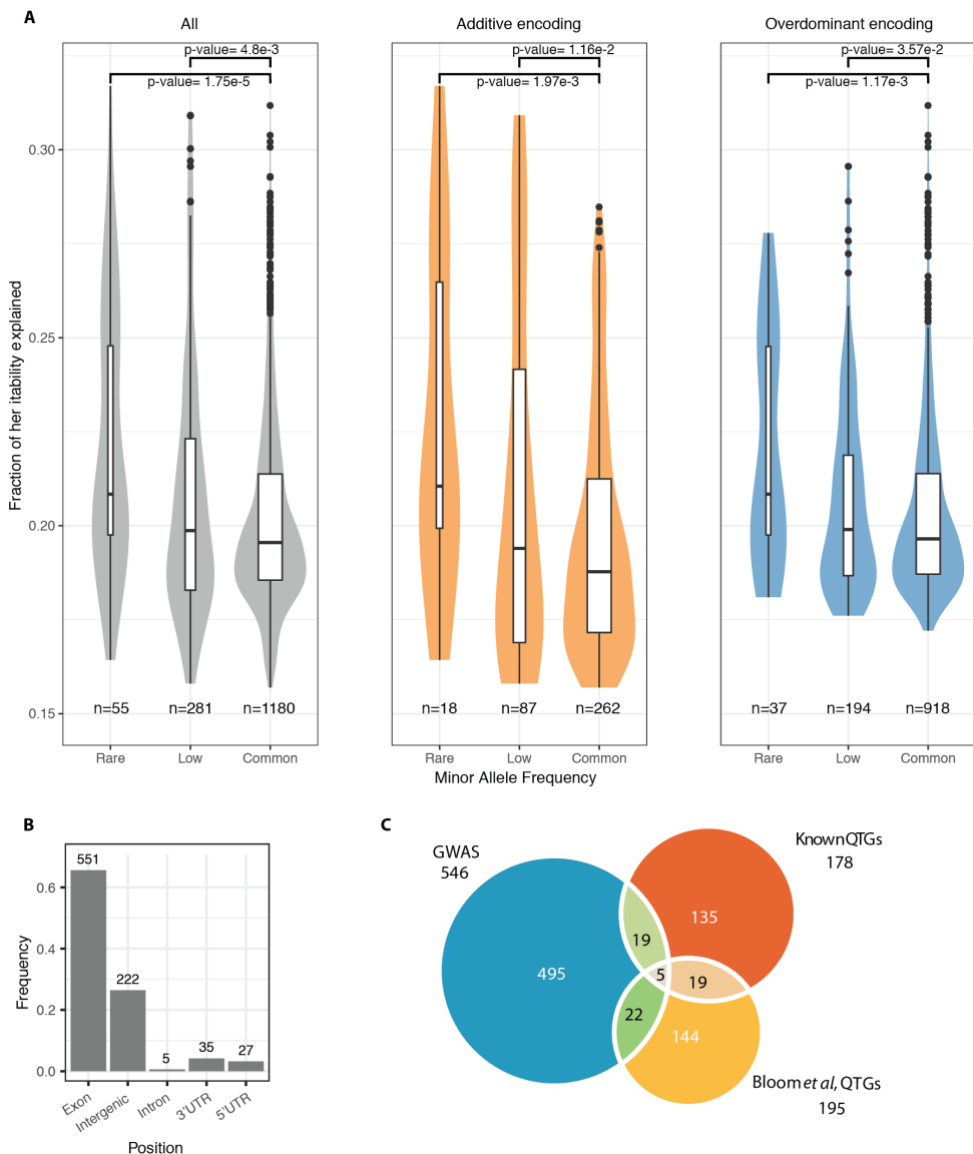 A
All
Additive encoding
Overdominant encoding
p-value= 4.8e-3
p-value= 1.75e-5
p-value= 1.16e-2
p-value= 1.97e-3
p-value= 3.57e-2
p-value= 1.17e-3
Fraction of her itability explained
0.30
0.25
0.20
0.15
n=55 n=281 n=1180
n=18 n=87 n=262
n=37 n=194 n=918
Rare Low Common
Rare Low Common
Rare Low Common
Minor Allele Frequency
B
551
222
5
35
27
Frequency
0.6
0.4
0.2
0.0
Exon
Intergenic
Intron
3'UTR
5'UTR
Position
C
GWAS
546
Known QTGs
178
135
19
495
5
19
22
144
Bloom et al, QTGs
195